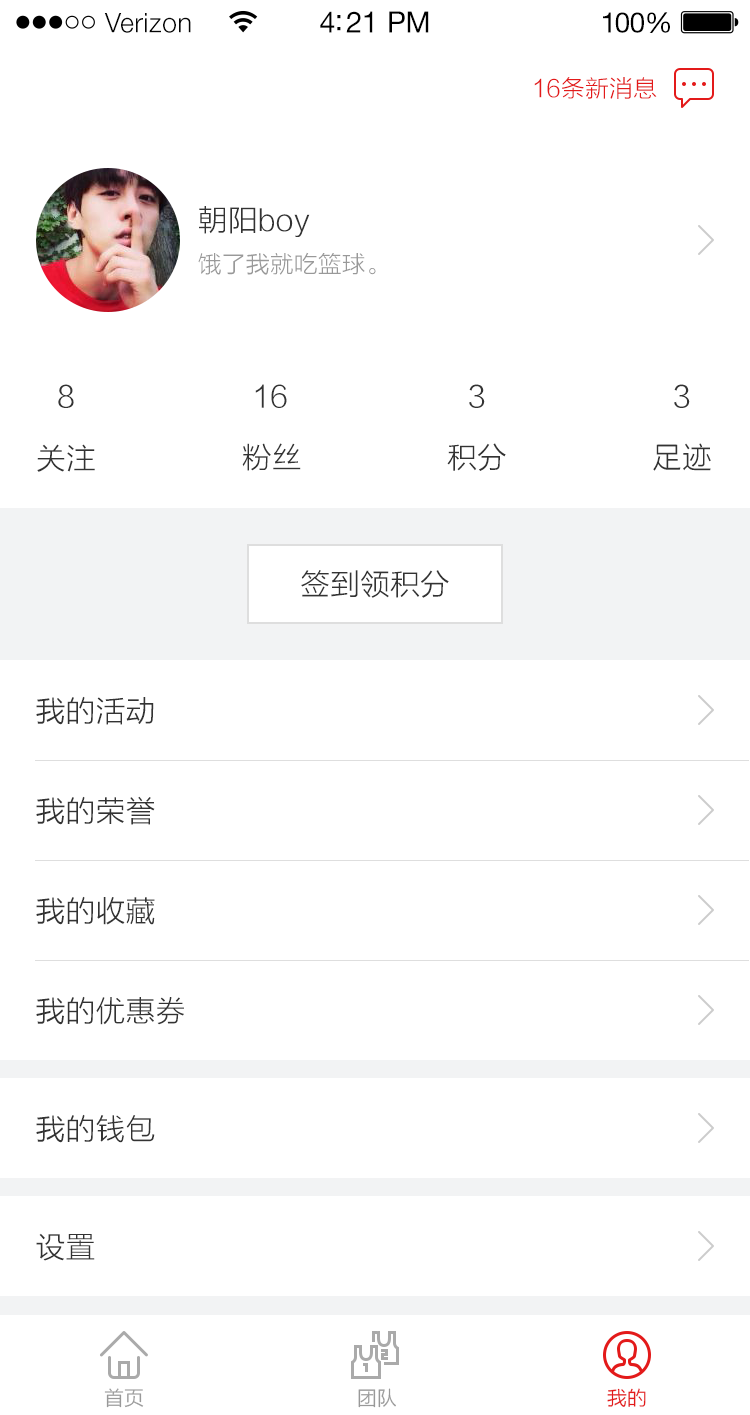 Verizon 4:21 PM 100%
16条新消息
朝阳boy
饿了我就吃篮球。
8 16 3 3
关注 粉丝 积分 足迹
签到领积分
我的活动
我的荣誉
我的收藏
我的优惠券
我的钱包
设置
1 2
首页 团队 我的